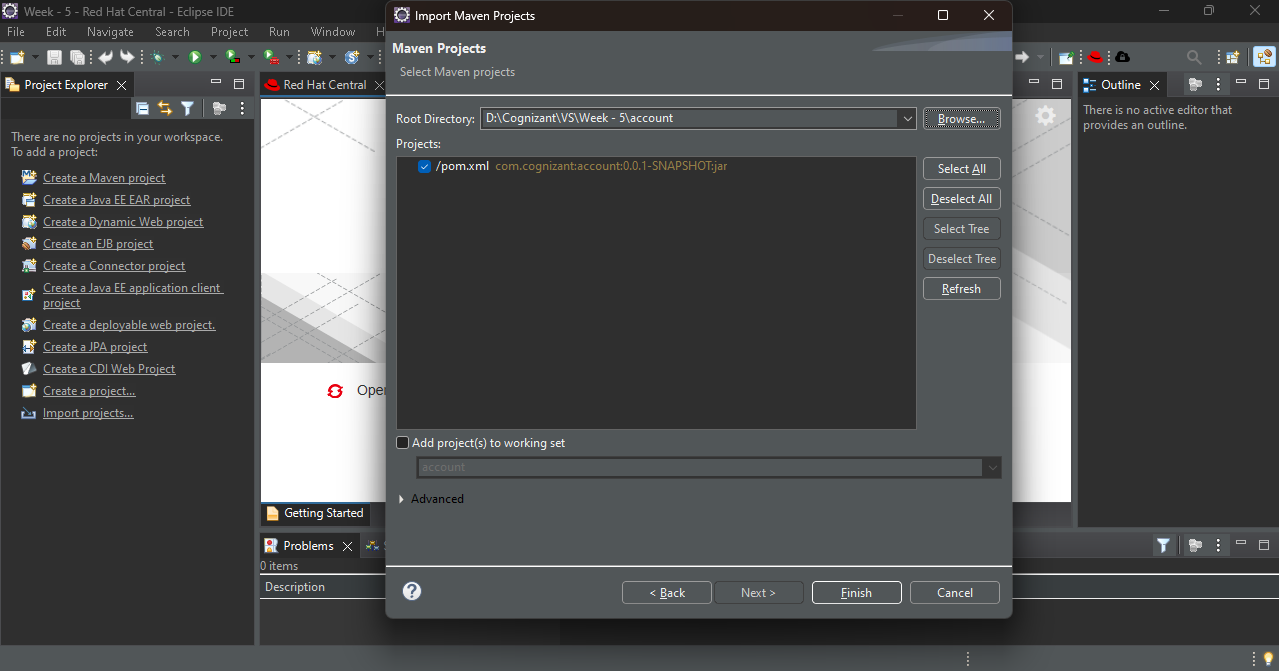 Week - 5 - Red Hat Central - Eclipse IDE
File Edit Navigate Search Project Run Window
Project Explorer
There are no projects in your workspace.
To add a project:
Create a Maven project
Create a Java EE EAR project
Create a Dynamic Web project
Create an EJB project
Create a Connector project
Create a Java EE application client
project
Create a deployable web project.
Create a JPA project
Create a CDI Web Project
Create a project...
Import projects...
Red Hat Central
Getting Started
Problems
0 items
Description
Import Maven Projects
Maven Projects
Select Maven projects
Root Directory: D:\Cognizant\VS\Week - 5\account Browse...
Projects:
/pom.xml com.cognizant:account:0.0.1-SNAPSHOT:jar
Select All
Deselect All
Select Tree
Deselect Tree
Refresh
Add project(s) to working set
account
Advanced
< Back Next > Finish Cancel
Outline
There is no active editor that
provides an outline.